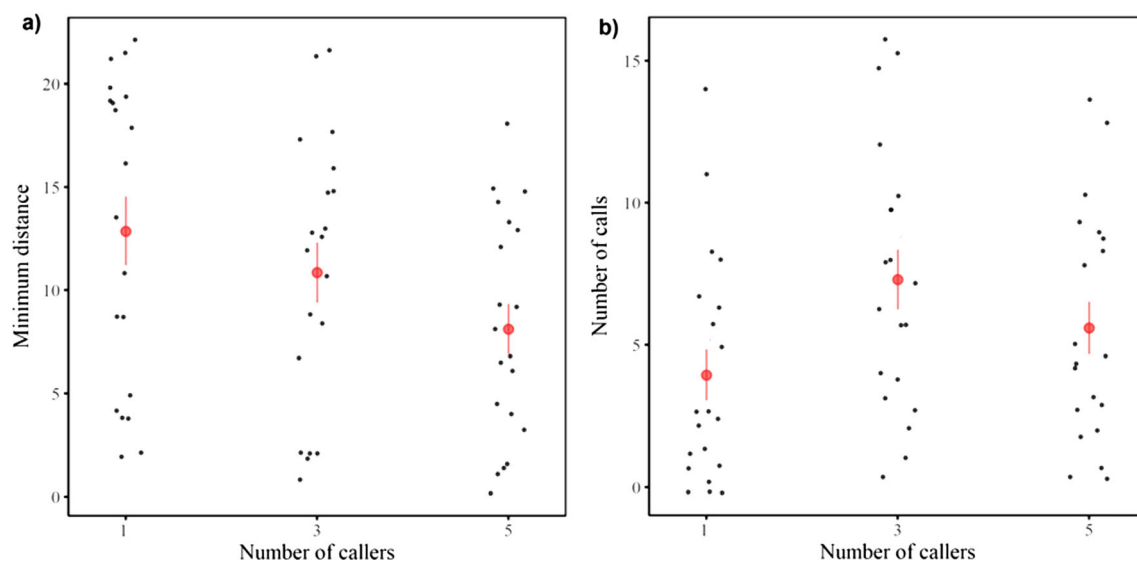 a)
Minimum distance
20
15
10
5
0
1 3 5
Number of callers
b)
Number of calls
15
10
5
0
1 3 5
Number of callers